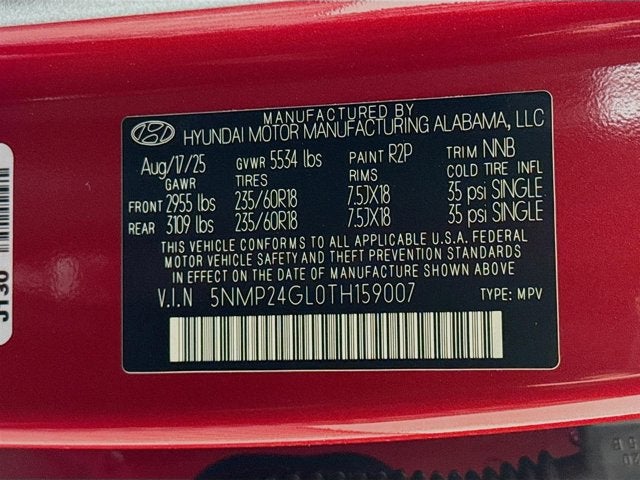 MANUFACTURED BY
HYUNDAI MOTOR MANUFACTURING ALABAMA, LLC
Aug/17/25 GVWR 5534 lbs PAINT R2P TRIM NNB
GAWR TIRES RIMS COLD TIRE INFL
FRONT 2955 lbs 235/60R18 7.5JX18 35 psi SINGLE
REAR 3109 lbs 235/60R18 7.5JX18 35 psi SINGLE
THIS VEHICLE CONFORMS TO ALL APPLICABLE U.S.A. FEDERAL
MOTOR VEHICLE SAFETY AND THEFT PREVENTION STANDARDS
IN EFFECT ON THE DATE OF MANUFACTURE SHOWN ABOVE.
V.I.N 5NMP24GL0TH159007 TYPE: MPV
J130